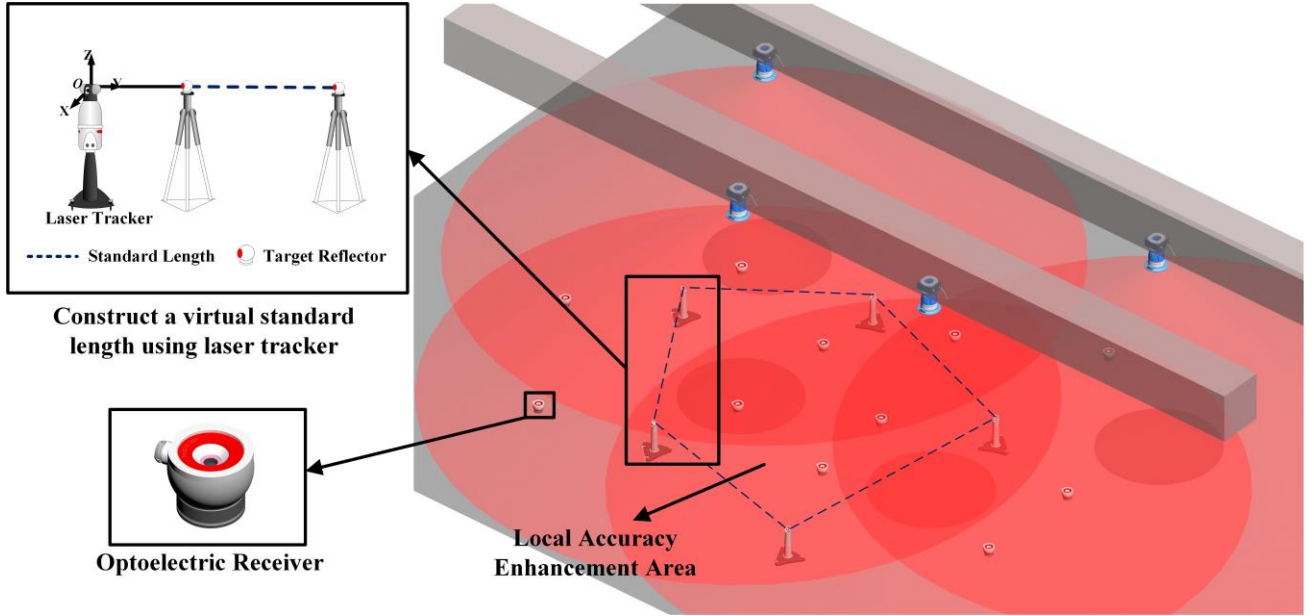 Z
O
Y
X
Laser Tracker
Standard Length
Target Reflector
Construct a virtual standard
length using laser tracker
Optoelectric Receiver
Local Accuracy
Enhancement Area